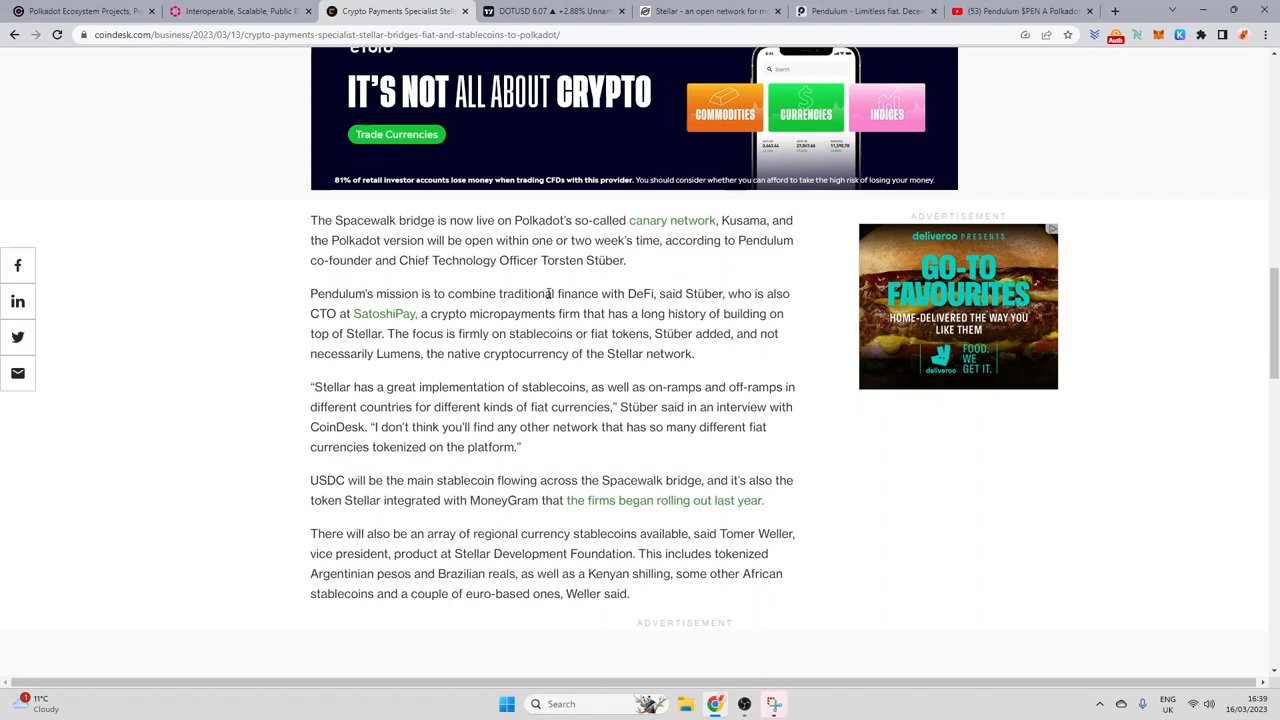 Polkadot Ecosystem Projects, Bri
Interoperable, Scalable, Public B
Crypto Payments Specialist Stella
DOTUSD 6.07 ▲ +2.88% Unnam
Stellar bridges - Pendulum docs
Pendulum | Limitless fiat. Decen
(53) Pendulum $PEN A Polkadot
coindesk.com/business/2023/03/13/crypto-payments-specialist-stellar-bridges-fiat-and-stablecoins-to-polkadot/
Auth
eToro
IT'S NOT ALL ABOUT CRYPTO
Trade Currencies
9:41
Search
COMMODITIES
CURRENCIES
INDICES
81% of retail investor accounts lose money when trading CFDs with this provider. You should consider whether you can afford to take the high risk of losing your money.
The Spacewalk bridge is now live on Polkadot's so-called canary network, Kusama, and
the Polkadot version will be open within one or two week's time, according to Pendulum
co-founder and Chief Technology Officer Torsten Stüber.
Pendulum's mission is to combine traditional finance with DeFi, said Stüber, who is also
CTO at SatoshiPay, a crypto micropayments firm that has a long history of building on
top of Stellar. The focus is firmly on stablecoins or fiat tokens, Stüber added, and not
necessarily Lumens, the native cryptocurrency of the Stellar network.
“Stellar has a great implementation of stablecoins, as well as on-ramps and off-ramps in
different countries for different kinds of fiat currencies,” Stüber said in an interview with
CoinDesk. “I don't think you'll find any other network that has so many different fiat
currencies tokenized on the platform.”
USDC will be the main stablecoin flowing across the Spacewalk bridge, and it's also the
token Stellar integrated with MoneyGram that the firms began rolling out last year.
There will also be an array of regional currency stablecoins available, said Tomer Weller,
vice president, product at Stellar Development Foundation. This includes tokenized
Argentinian pesos and Brazilian reals, as well as a Kenyan shilling, some other African
stablecoins and a couple of euro-based ones, Weller said.
ADVERTISEMENT
ADVERTISEMENT
deliveroo PRESENTS
GO-TO
FAVOURITES
HOME-DELIVERED THE WAY YOU
LIKE THEM
deliveroo
FOOD.
WE
GET IT.
1
11°C
Cloudy
Search
ENG
UK
16:39
16/03/2023